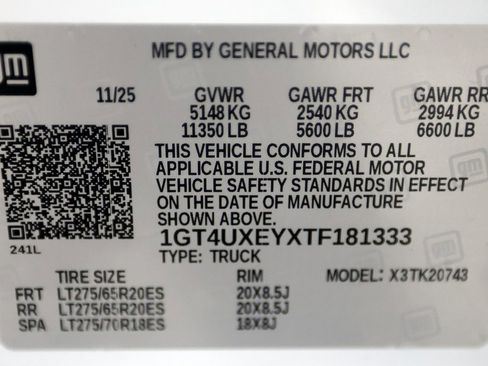 gm
MFD BY GENERAL MOTORS LLC
11/25 GVWR GAWR FRT GAWR RR
5148 KG 2540 KG 2994 KG
11350 LB 5600 LB 6600 LB
THIS VEHICLE CONFORMS TO ALL
APPLICABLE U.S. FEDERAL MOTOR
VEHICLE SAFETY STANDARDS IN EFFECT
ON THE DATE OF MANUFACTURE
SHOWN ABOVE.
241L
1GT4UXEYXTF181333
TYPE: TRUCK
TIRE SIZE RIM MODEL: X3TK20743
FRT LT275/65R20ES 20X8.5J
RR LT275/65R20ES 20X8.5J
SPA LT275/70R18ES 18X8J